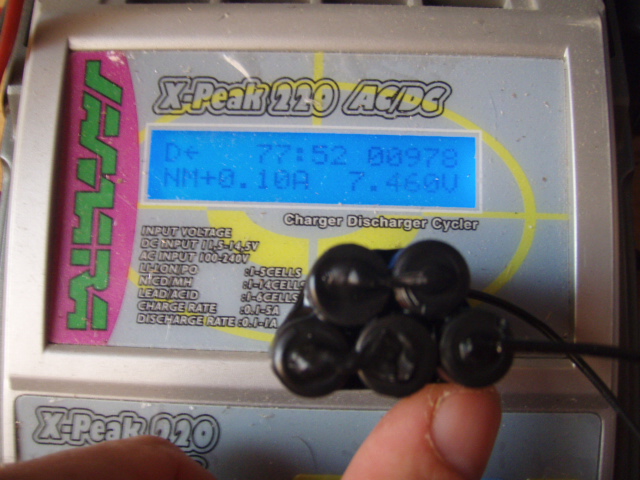 X-Peak 220 AC/DC
D← 77:52 00978
NM+0.10A 7.460V
Charger Discharger Cycler
INPUT VOLTAGE
DC INPUT 11,5-14,5V
AC INPUT 100-240V
LI-ION/PO :1-5CELLS
NICD/MH :1-14CELLS
LEAD/ACID :1-6CELLS
CHARGE RATE :0.1-5A
DISCHARGE RATE :0.1-1A
X-Peak 220